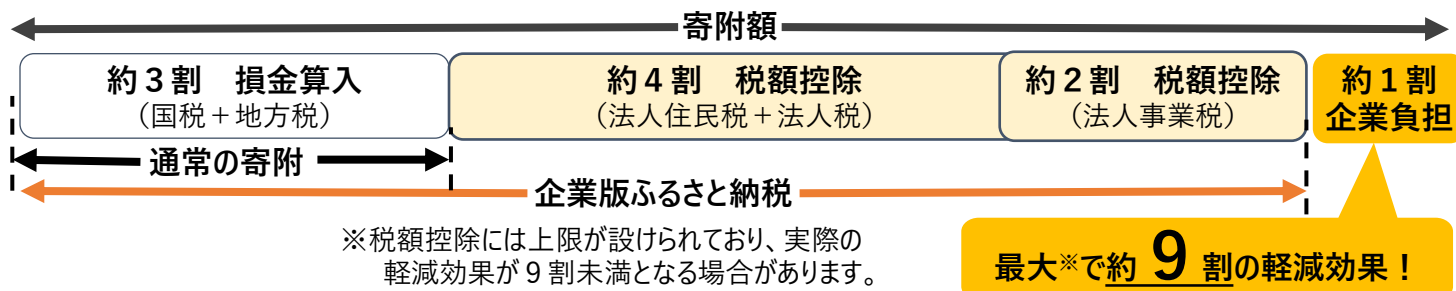 寄附額
約３割　損金算入
（国税＋地方税）
約４割　税額控除
（法人住民税＋法人税）
約２割　税額控除
（法人事業税）
約１割
企業負担
通常の寄附
企業版ふるさと納税
※税額控除には上限が設けられており、実際の
軽減効果が９割未満となる場合があります。
最大※で約９割の軽減効果！